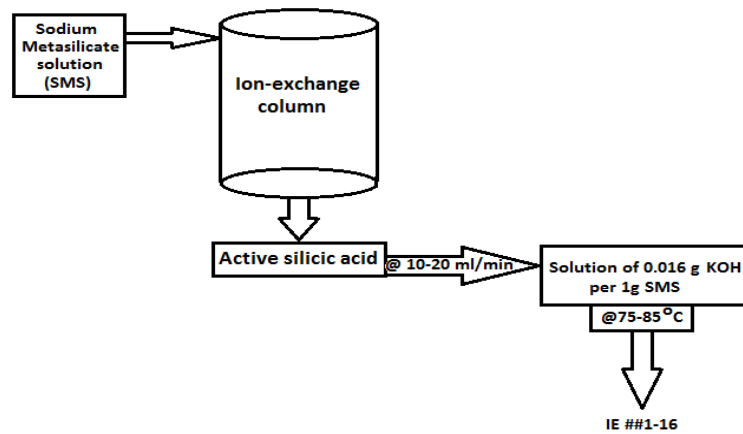 Sodium
Metasilicate
solution
(SMS)
Ion-exchange
column
Active silicic acid
@ 10-20 ml/min
Solution of 0.016 g KOH
per 1g SMS
@75-85°C
IE ##1-16